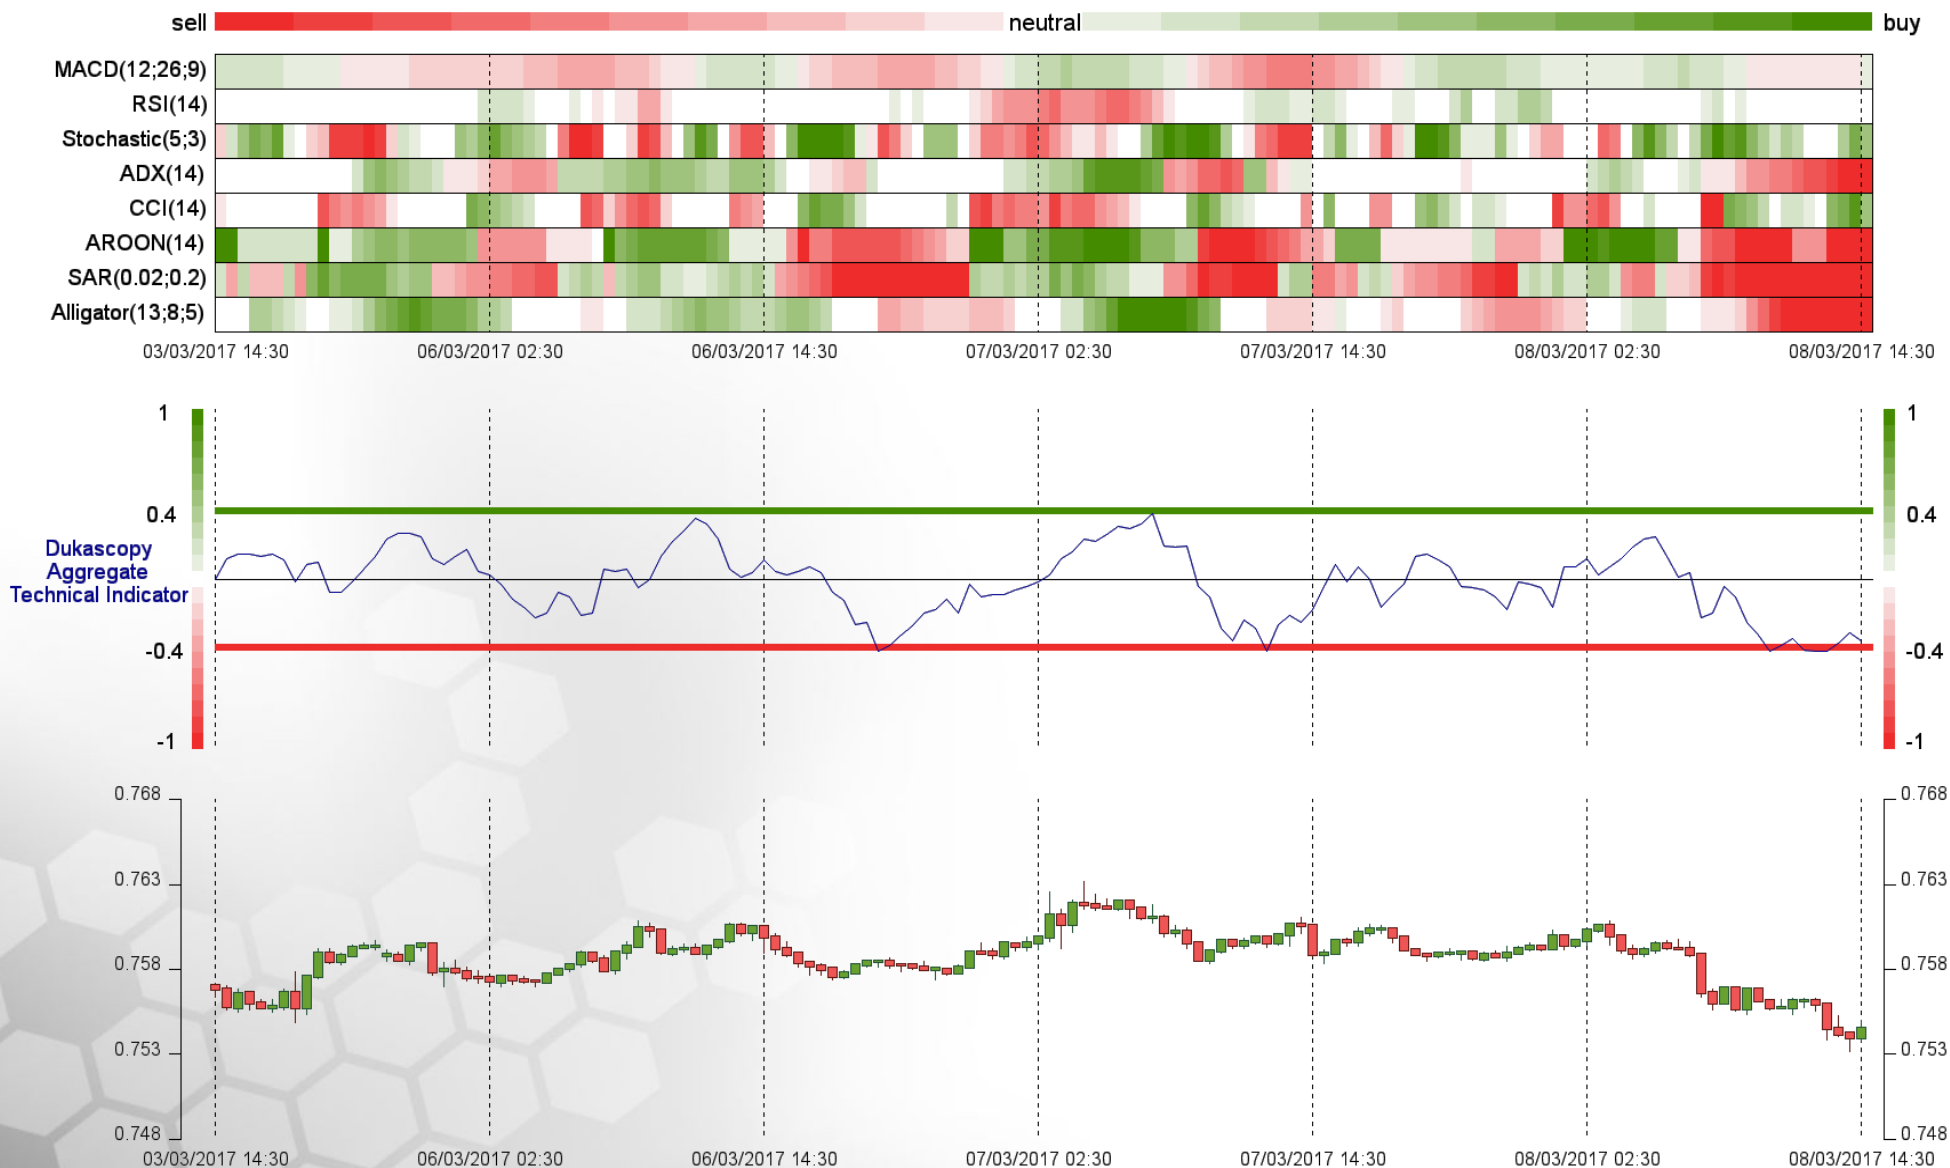 sell neutral buy
MACD(12;26;9)
RSI(14)
Stochastic(5;3)
ADX(14)
CCI(14)
AROON(14)
SAR(0.02;0.2)
Alligator(13;8;5)
03/03/2017 14:30 06/03/2017 02:30 06/03/2017 14:30 07/03/2017 02:30 07/03/2017 14:30 08/03/2017 02:30 08/03/2017 14:30
1 1
0.4 0.4
Dukascopy
Aggregate
Technical Indicator
-0.4 -0.4
-1 -1
0.768 0.768
0.763 0.763
0.758 0.758
0.753 0.753
0.748 0.748
03/03/2017 14:30 06/03/2017 02:30 06/03/2017 14:30 07/03/2017 02:30 07/03/2017 14:30 08/03/2017 02:30 08/03/2017 14:30